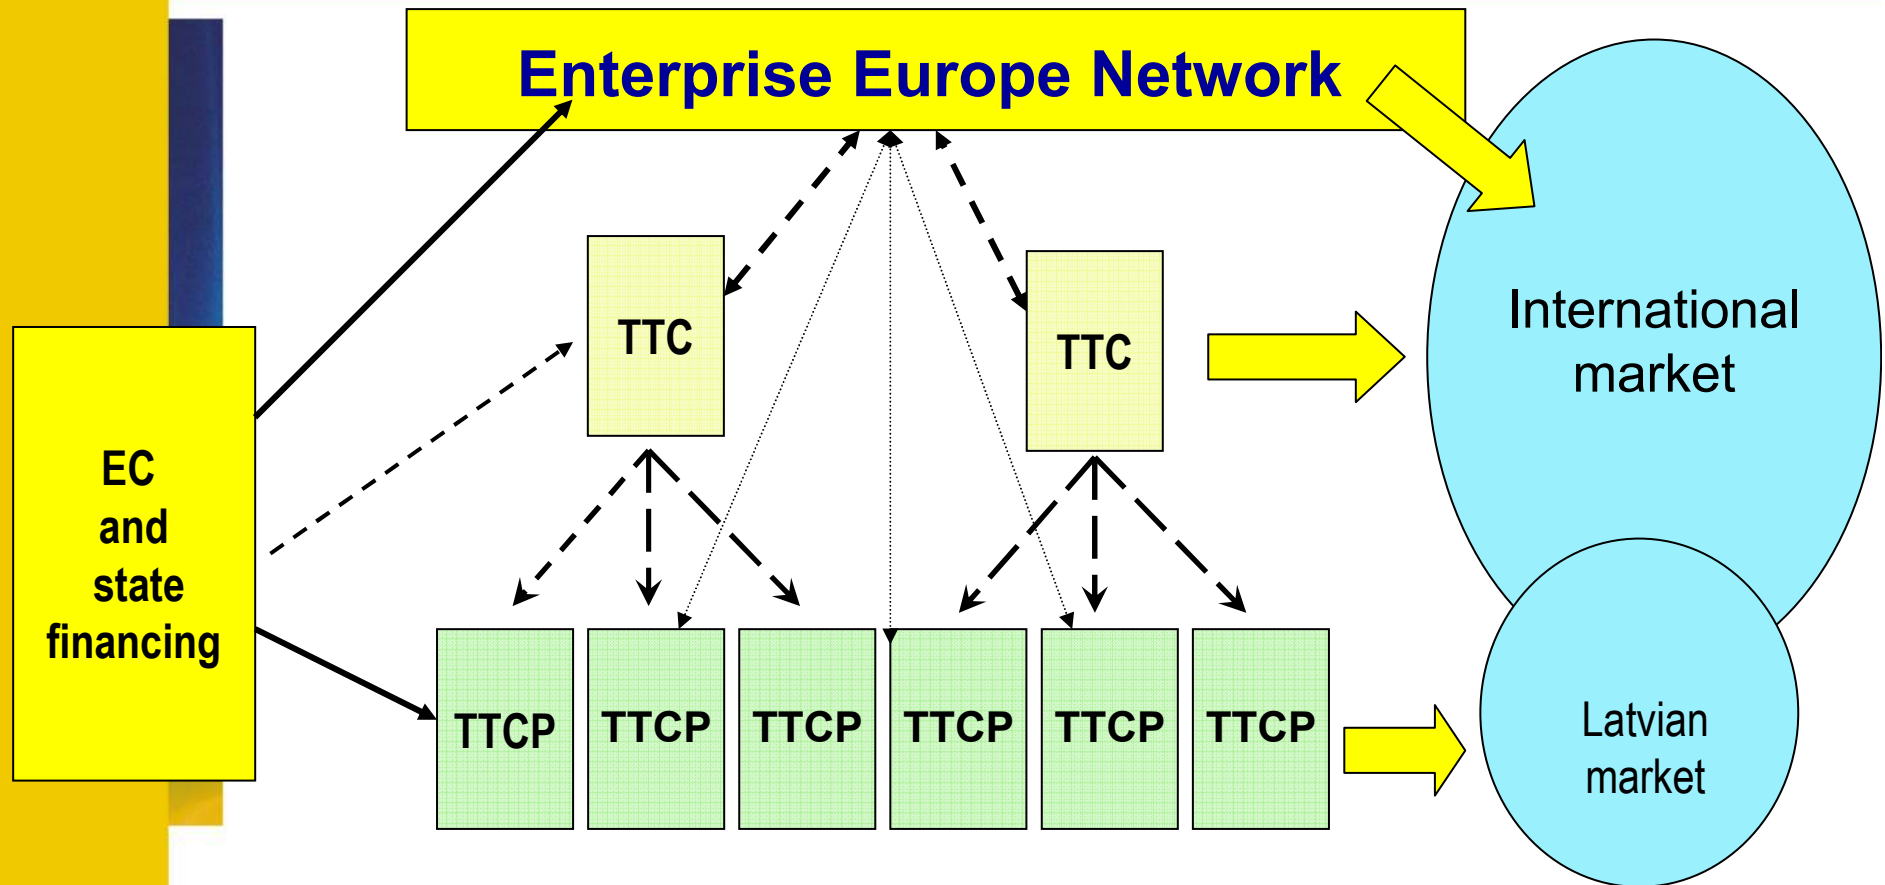 Enterprise Europe Network
TTC
TTC
International
market
EC
and
state
financing
TTCP
TTCP
TTCP
TTCP
TTCP
TTCP
Latvian
market